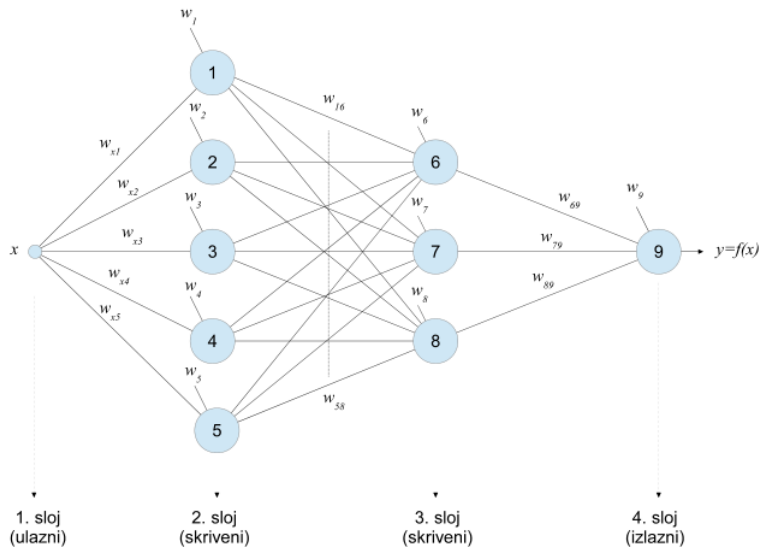 w₁
1
w₁₆
w₂
w₆
wₓ₁
2
6
wₓ₂
w₃
w₇
w₆₉
w₉
x
wₓ₃
3
7
w₇₉
9
y=f(x)
wₓ₄
w₄
w₈
w₈₉
wₓ₅
4
8
w₅
w₅₈
5
1. sloj
(ulazni)
2. sloj
(skriveni)
3. sloj
(skriveni)
4. sloj
(izlazni)